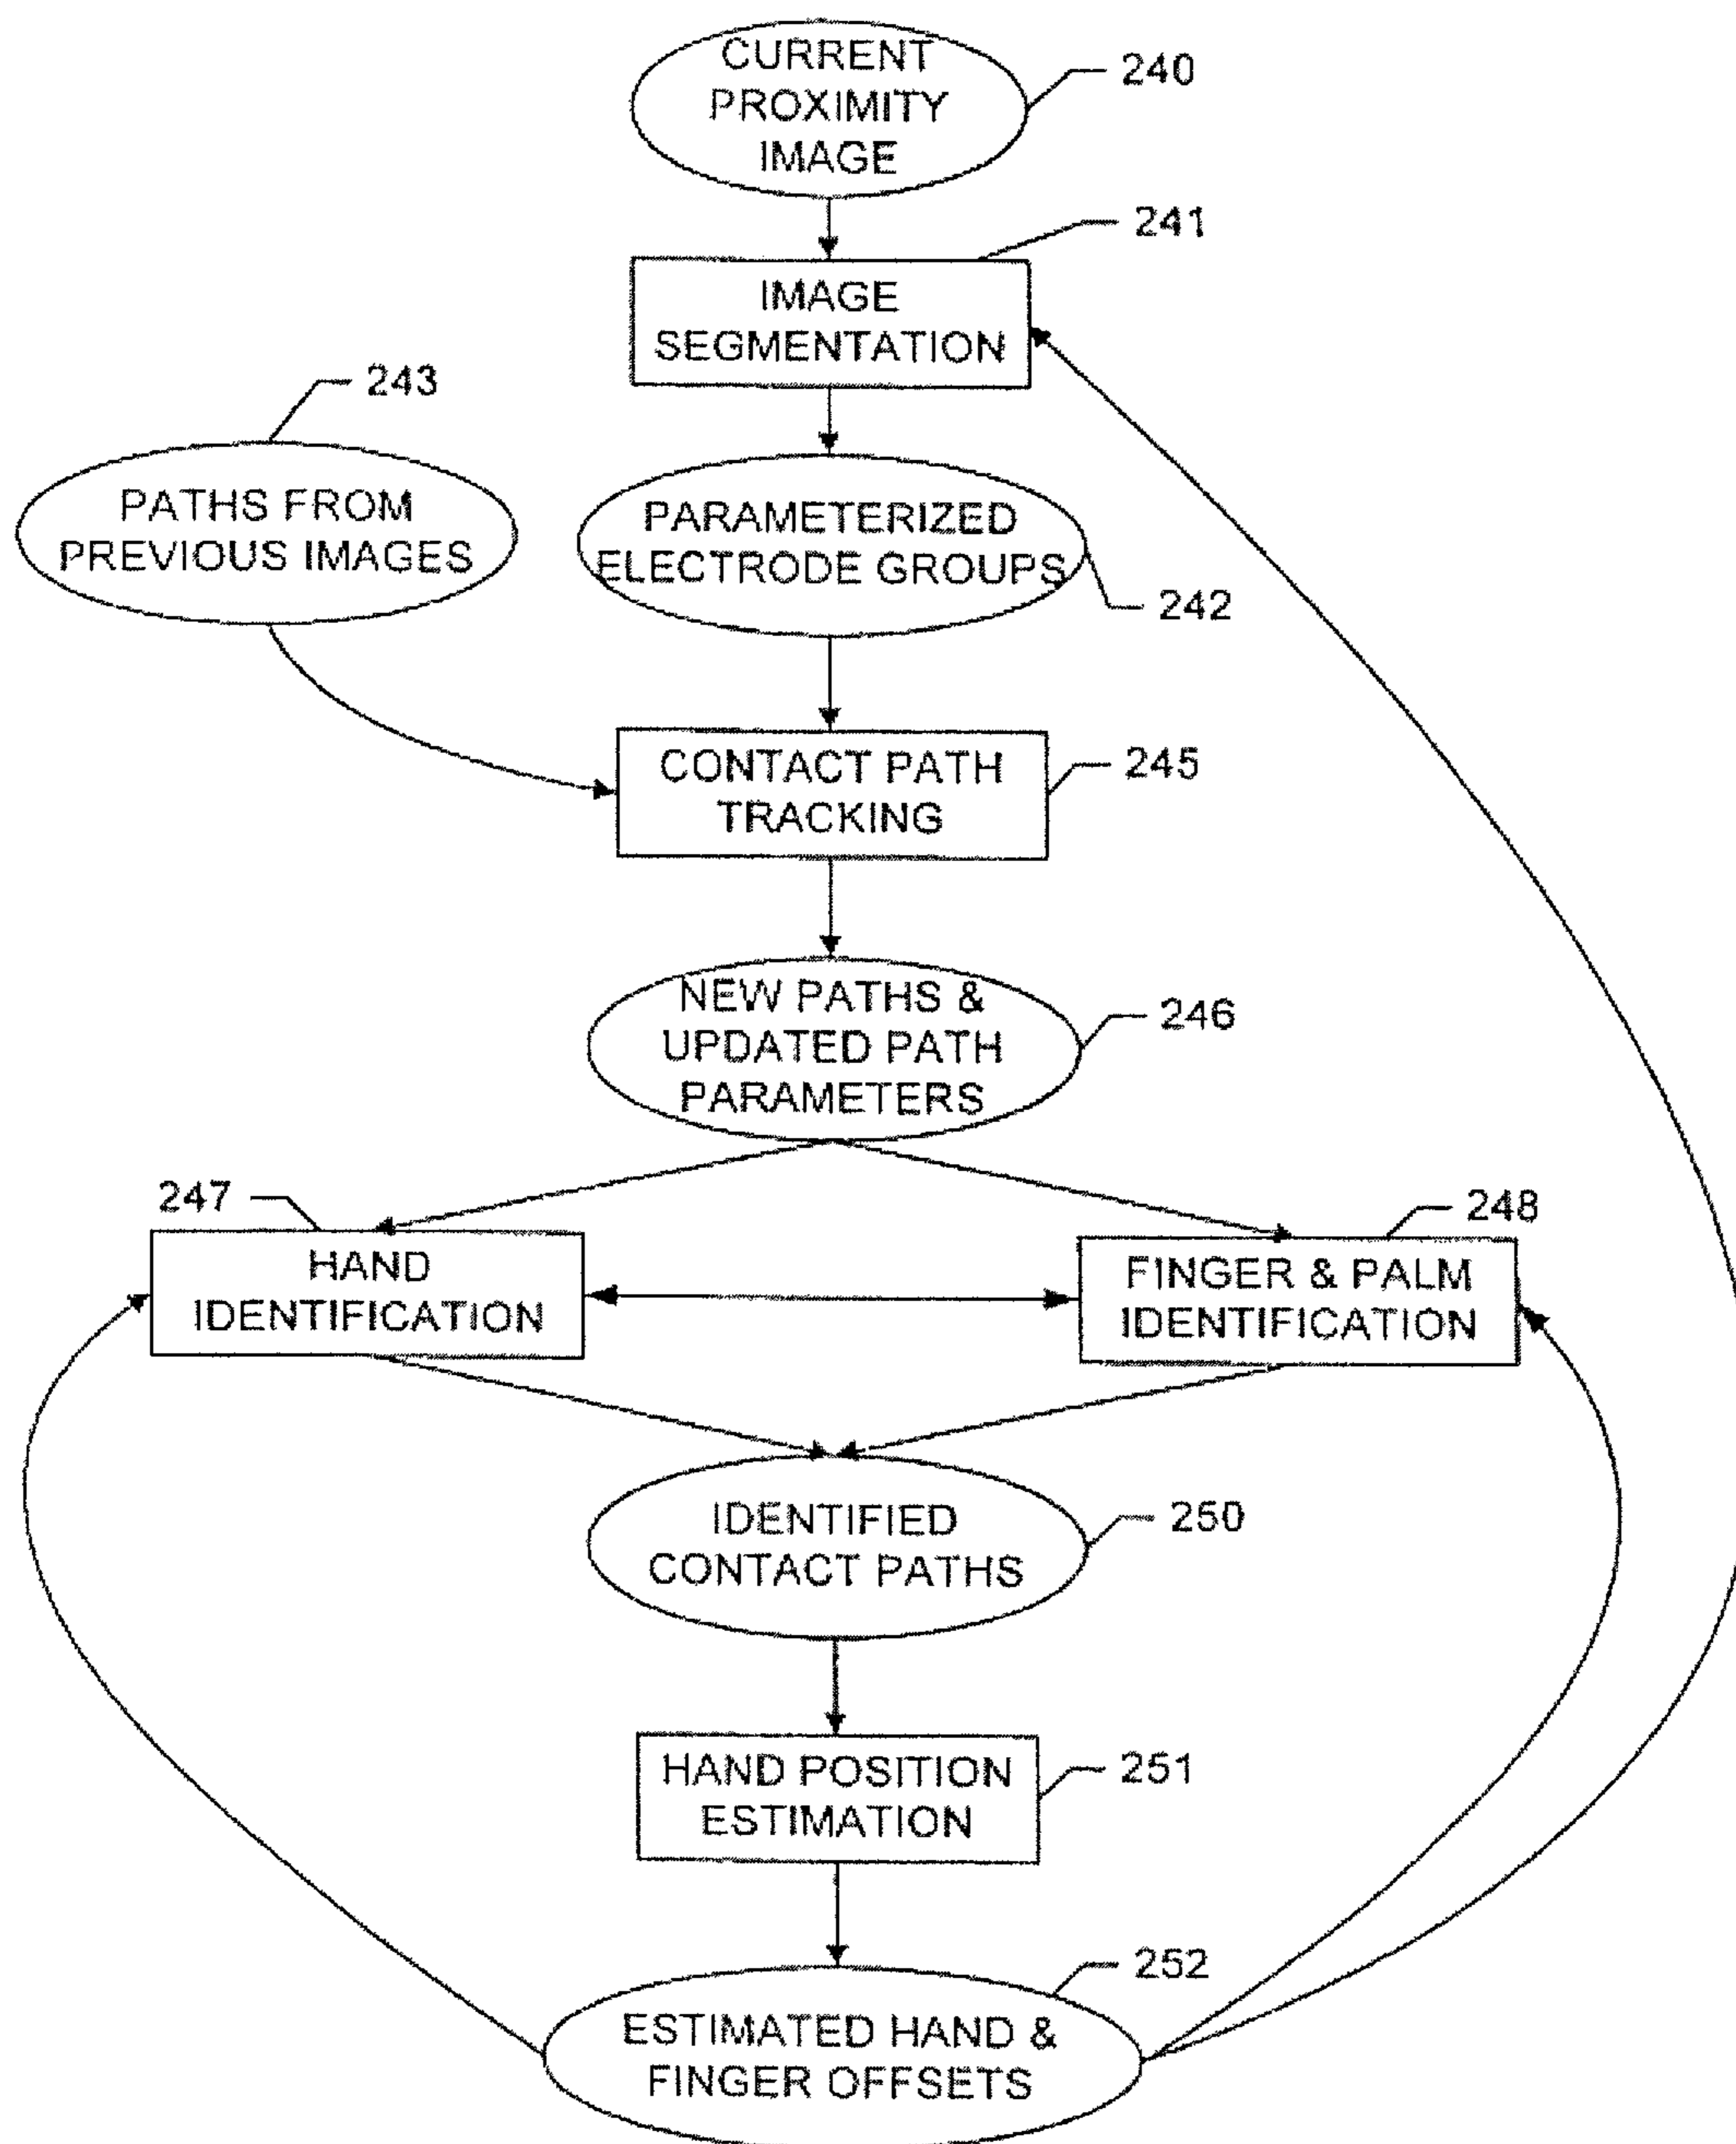 CURRENT
PROXIMITY
IMAGE
240
241
IMAGE
SEGMENTATION
243
PATHS FROM
PREVIOUS IMAGES
PARAMETERIZED
ELECTRODE GROUPS
242
CONTACT PATH
TRACKING
245
NEW PATHS &
UPDATED PATH
PARAMETERS
246
247
HAND
IDENTIFICATION
248
FINGER & PALM
IDENTIFICATION
IDENTIFIED
CONTACT PATHS
250
HAND POSITION
ESTIMATION
251
252
ESTIMATED HAND &
FINGER OFFSETS